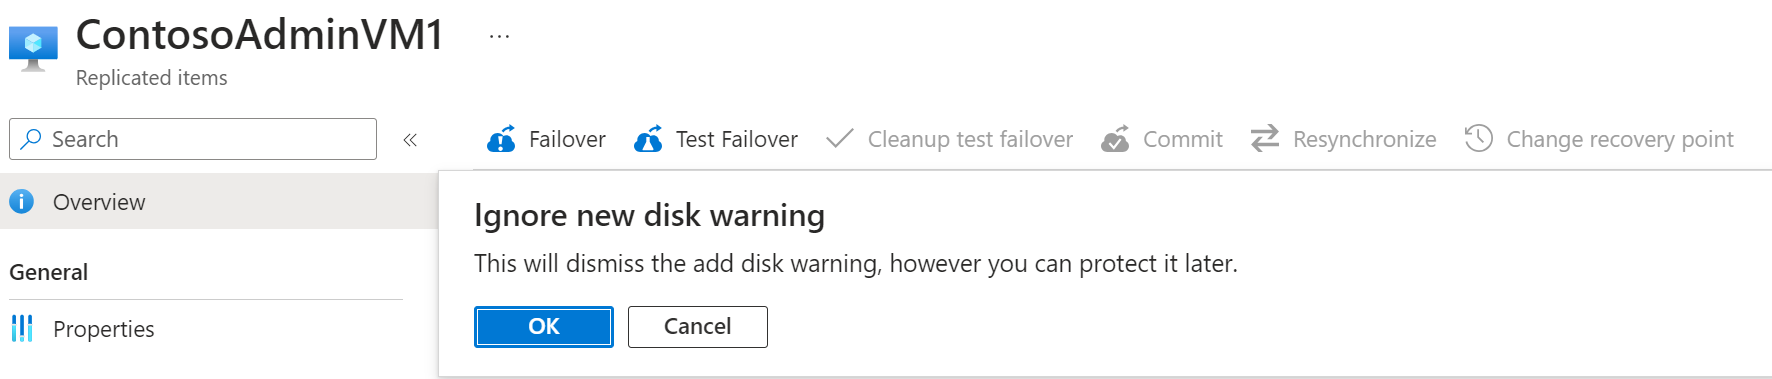 ContosoAdminVM1 ...
Replicated items
Search «
Failover Test Failover Cleanup test failover Commit Resynchronize Change recovery point
Overview
Ignore new disk warning
This will dismiss the add disk warning, however you can protect it later.
General
OK Cancel
Properties